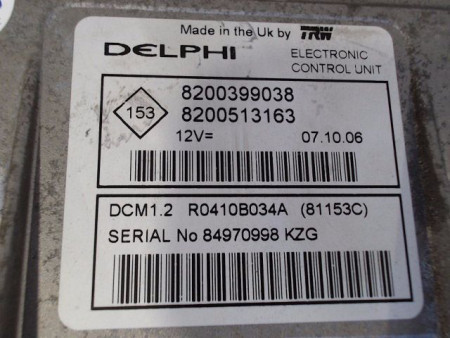 Made in the Uk by TRW
DELPHI
ELECTRONIC
CONTROL UNIT
153
8200399038
8200513163
12V=
07.10.06
DCM1.2 R0410B034A (81153C)
SERIAL No 84970998 KZG